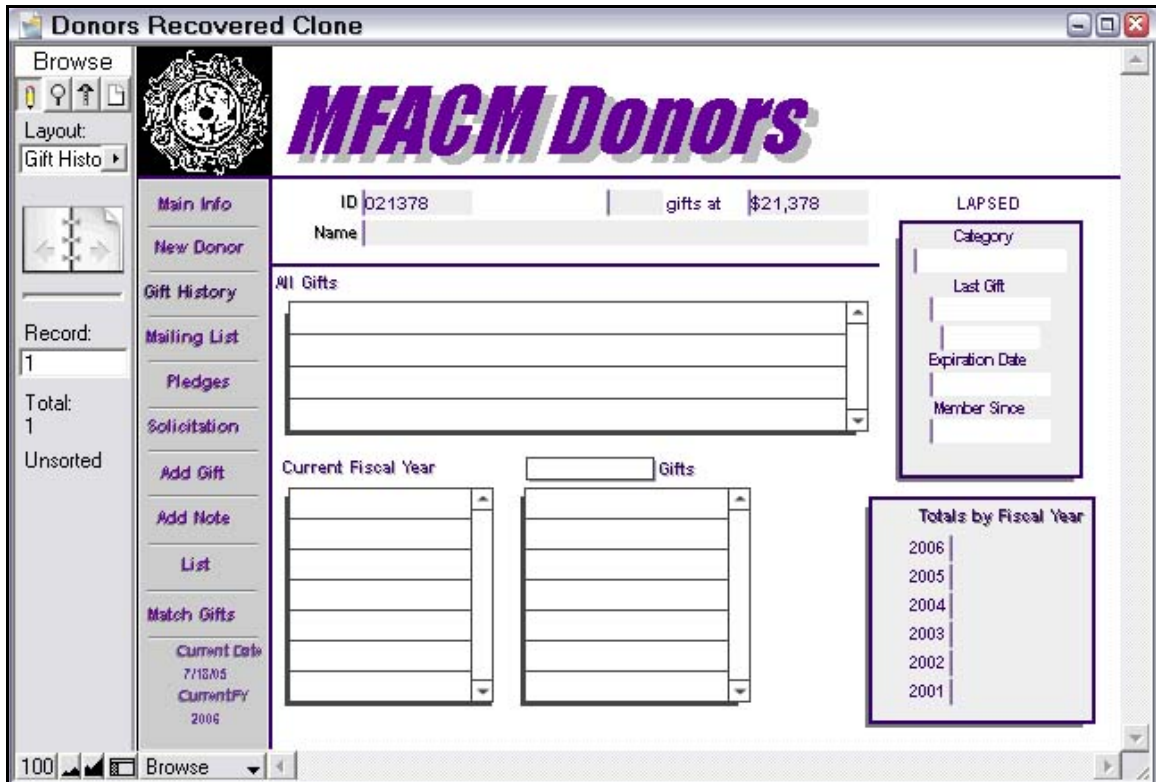 Donors Recovered Clone
Browse
Layout:
Gift Histo
Record:
1
Total:
1
Unsorted
100
Browse
MFACM Donors
Main Info
New Donor
Gift History
Mailing List
Pledges
Solicitation
Add Gift
Add Note
List
Match Gifts
Current Date
7/18/05
CurrentFY
2006
ID 021378 gifts at $21,378
Name
All Gifts
Current Fiscal Year
Gifts
LAPSED
Category
Last Gift
Expiration Date
Member Since
Totals by Fiscal Year
2006
2005
2004
2003
2002
2001